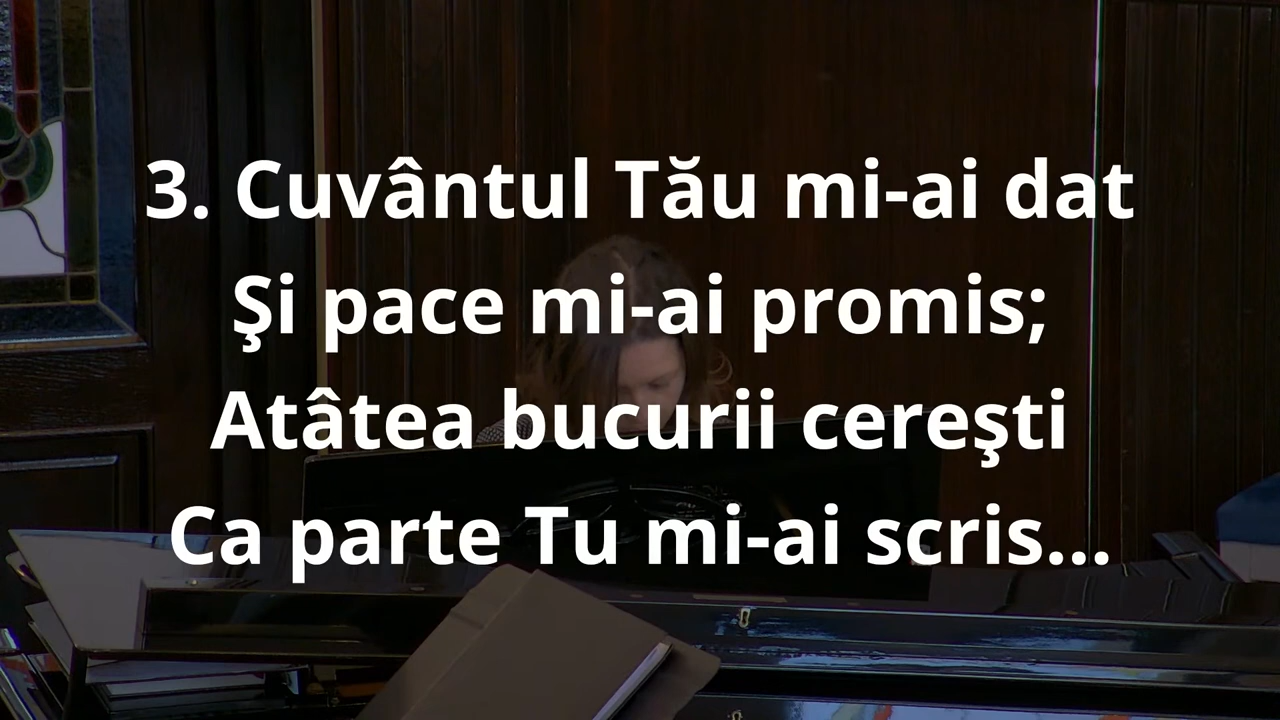 3. Cuvântul Tău mi-ai dat
Şi pace mi-ai promis;
Atâtea bucurii cereşti
Ca parte Tu mi-ai scris...